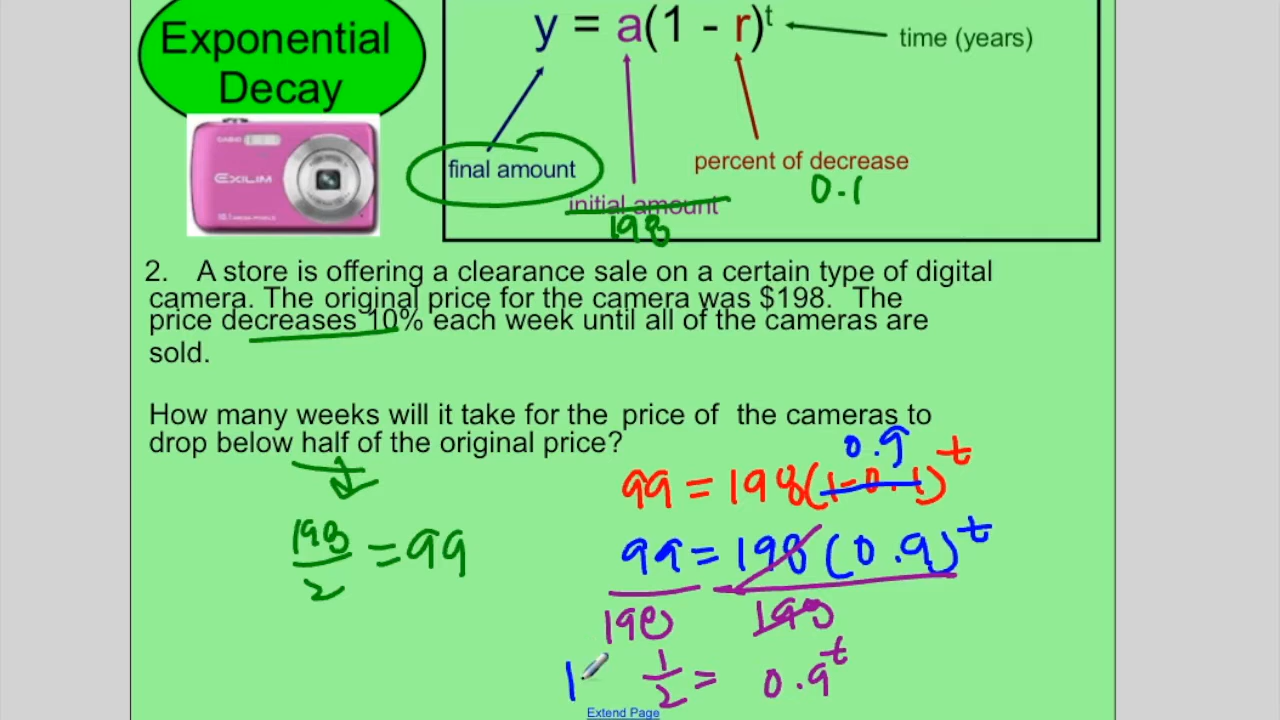 Exponential
Decay
y = a(1 - r)^t
time (years)
final amount
percent of decrease
0.1
initial amount
198
CASIO
EXILIM
2. A store is offering a clearance sale on a certain type of digital
camera. The original price for the camera was $198. The
price decreases 10% each week until all of the cameras are
sold.
How many weeks will it take for the price of the cameras to
drop below half of the original price?
0.9
99 = 198(1-0.1)^t
198/2 = 99
99 = 198(0.9)^t
198 198
1 1/2 = 0.9^t
Extend Page